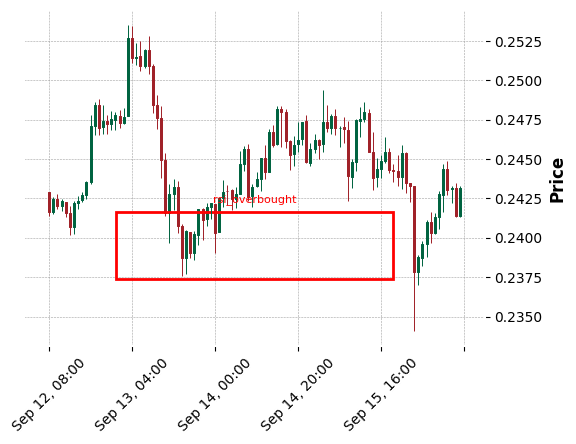 0.2525
0.2500
0.2475
0.2450
0.2425
0.2400
0.2375
0.2350
Price
rsi_overbought
Sep 12, 08:00
Sep 13, 04:00
Sep 14, 00:00
Sep 14, 20:00
Sep 15, 16:00